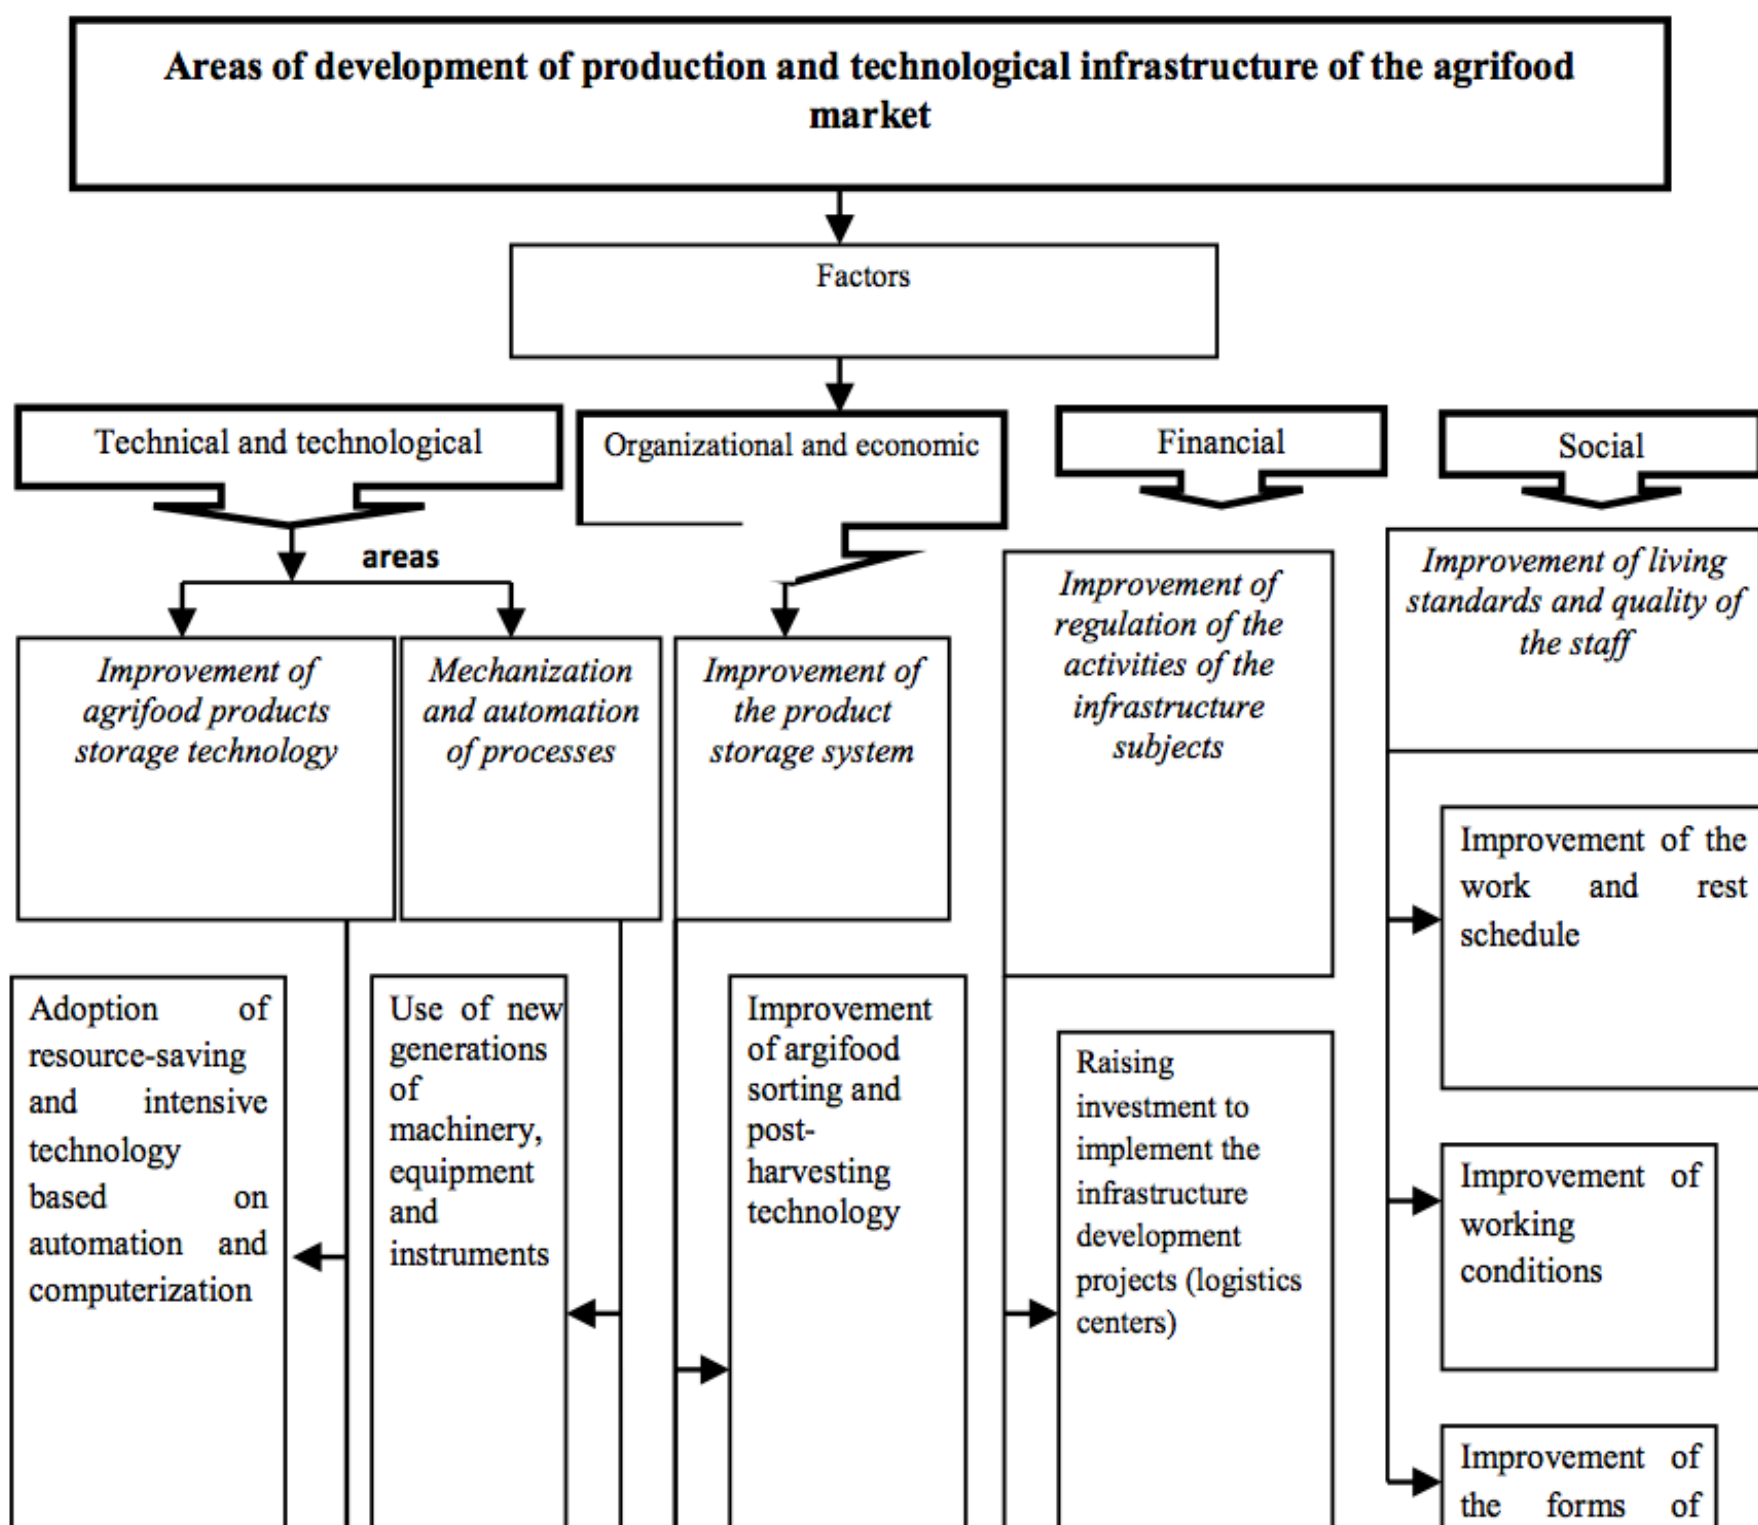 Areas of development of production and technological infrastructure of the agrifood
market
Factors
Technical and technological
Organizational and economic
Financial
Social
areas
Improvement of
agrifood products
storage technology
Mechanization
and automation
of processes
Improvement of
the product
storage system
Improvement of
regulation of the
activities of the
infrastructure
subjects
Improvement of living
standards and quality of
the staff
Adoption of
resource-saving
and intensive
technology
based on
automation and
computerization
Use of new
generations
of
machinery,
equipment
and
instruments
Improvement
of argifood
sorting and
post-
harvesting
technology
Raising
investment to
implement the
infrastructure
development
projects (logistics
centers)
Improvement of the
work and rest
schedule
Improvement of
working
conditions
Improvement of
the forms of